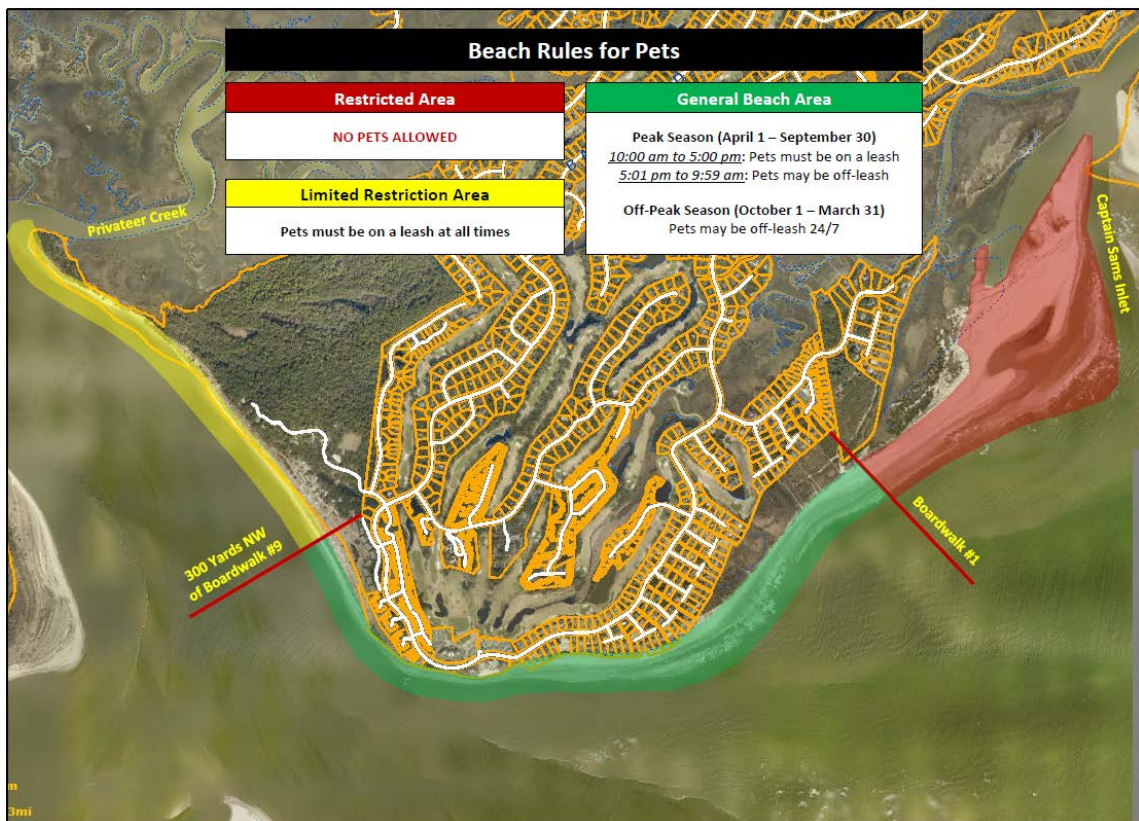 Beach Rules for Pets
Restricted Area
NO PETS ALLOWED
Limited Restriction Area
Pets must be on a leash at all times
General Beach Area
Peak Season (April 1 – September 30)
10:00 am to 5:00 pm: Pets must be on a leash
5:01 pm to 9:59 am: Pets may be off-leash
Off-Peak Season (October 1 – March 31)
Pets may be off-leash 24/7
Privateer Creek
Captain Sams Inlet
300 Yards NW
of Boardwalk #9
Boardwalk #1
m
3mi